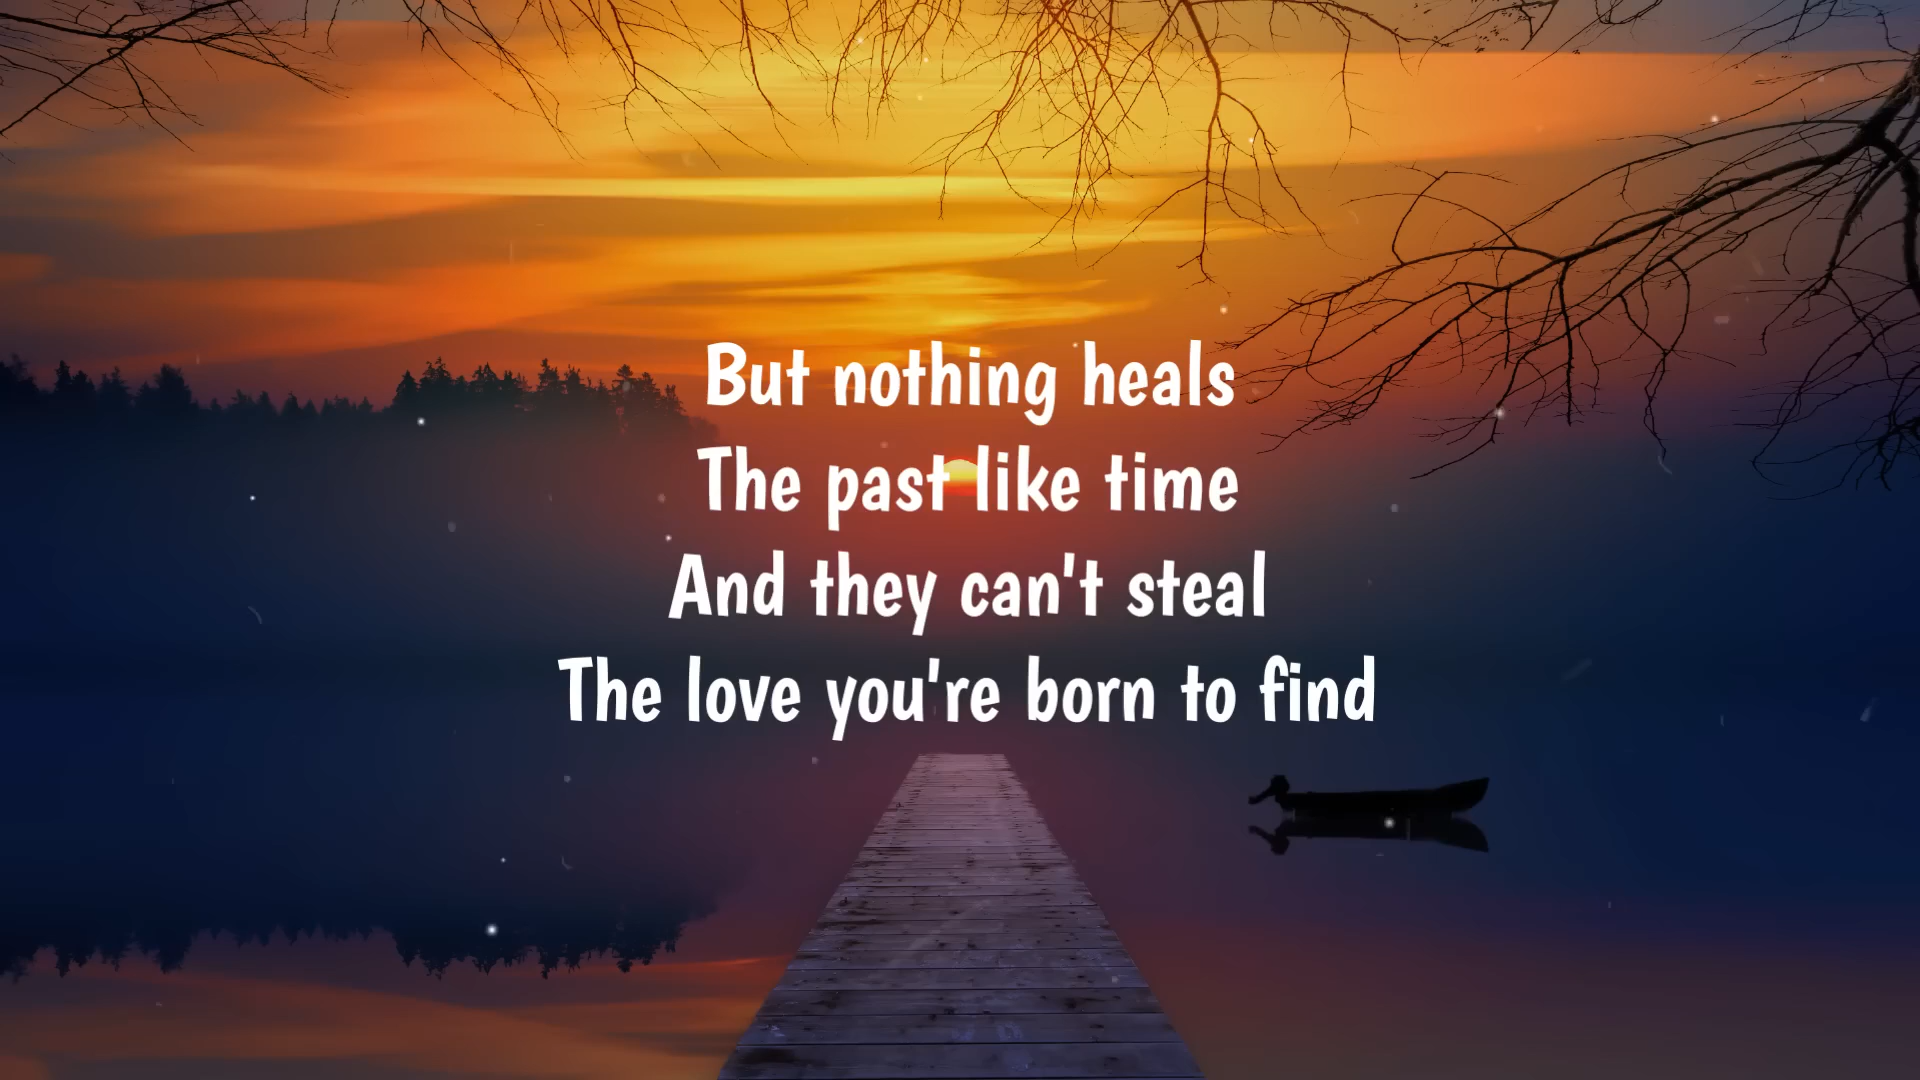 But nothing heals
The past like time
And they can't steal
The love you're born to find